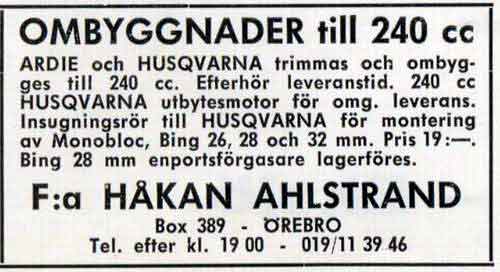 OMBYGGNADER till 240 cc
ARDIE och HUSQVARNA trimmas och ombyg-
ges till 240 cc. Efterhör leveranstid. 240 cc
HUSQVARNA utbytesmotor för omg. leverans.
Insugningsrör till HUSQVARNA för montering
av Monobloc, Bing 26, 28 och 32 mm. Pris 19:—.
Bing 28 mm enportsförgasare lagerföres.
F:a HÅKAN AHLSTRAND
Box 389 - ÖREBRO
Tel. efter kl. 19 00 - 019/11 39 46